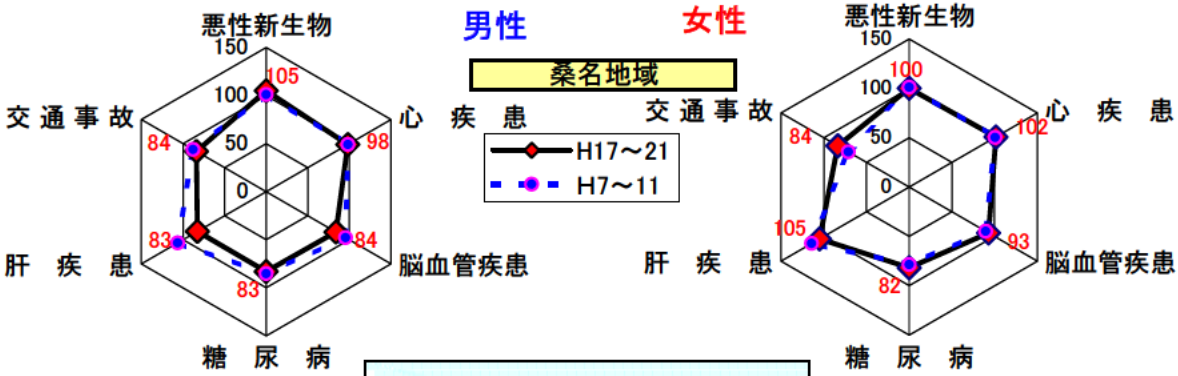 悪性新生物
男性
女性
悪性新生物
150
105
100
50
0
交通事故
84
心疾患
98
肝疾患
83
脳血管疾患
84
83
糖尿病
桑名地域
H17～21
H7～11
150
100
100
50
0
交通事故
84
心疾患
102
肝疾患
105
脳血管疾患
93
82
糖尿病